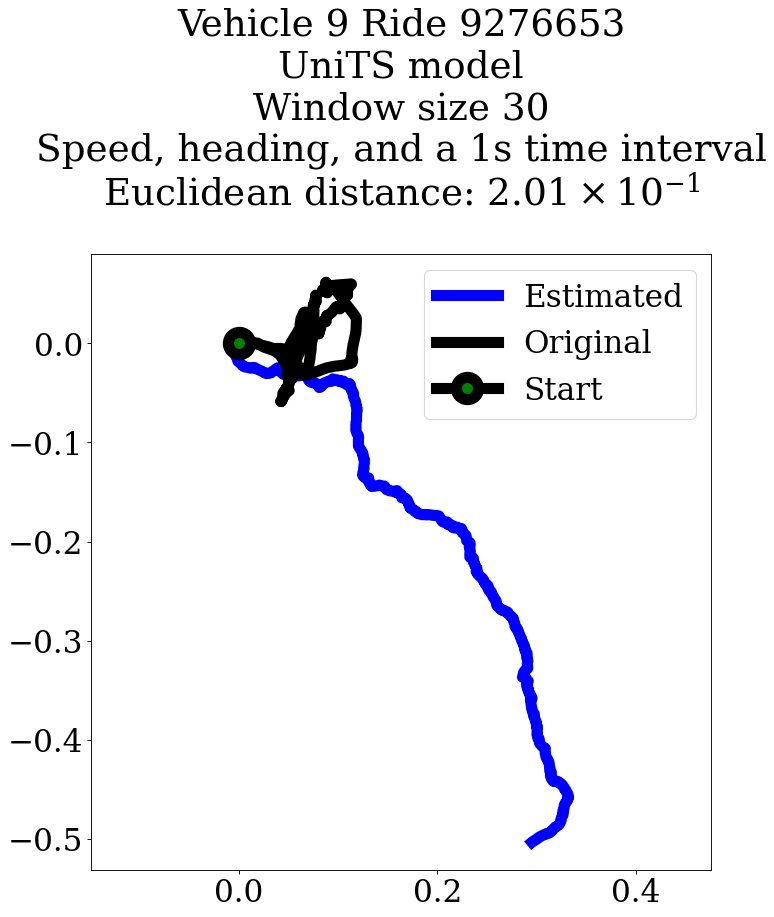 Vehicle 9 Ride 9276653
UniTS model
Window size 30
Speed, heading, and a 1s time interval
Euclidean distance: 2.01 × 10⁻¹
Estimated
Original
Start
0.0
−0.1
−0.2
−0.3
−0.4
−0.5
0.0 0.2 0.4